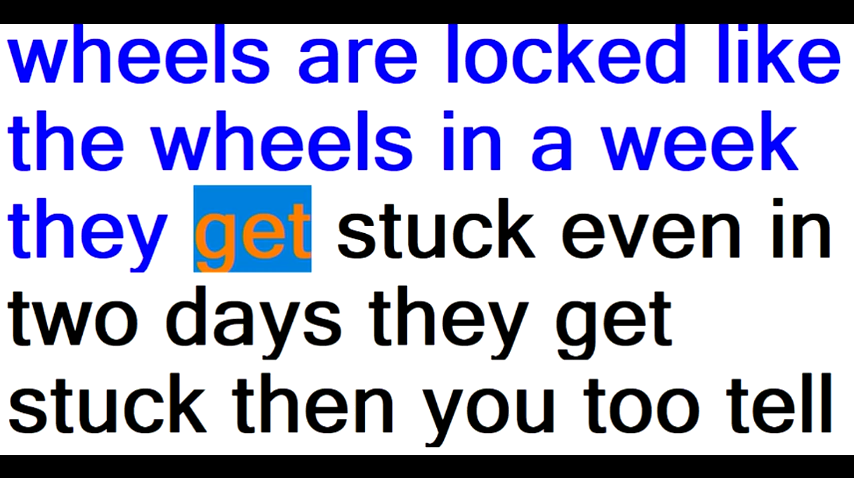 wheels are locked like
the wheels in a week
they get stuck even in
two days they get
stuck then you too tell